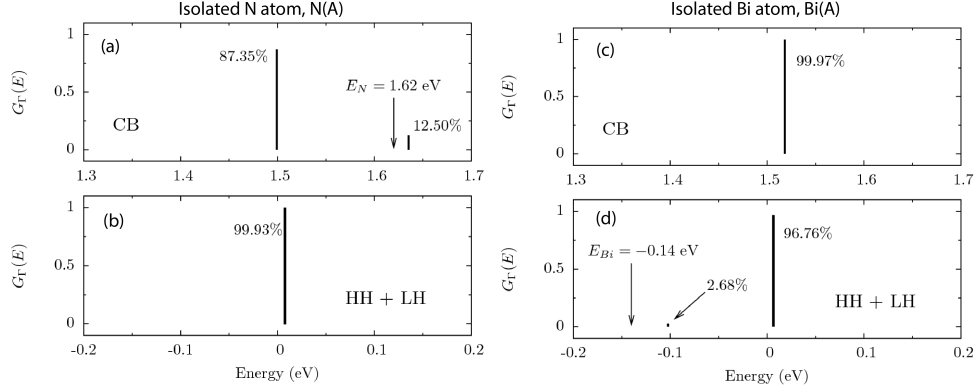 Isolated N atom, N(A)
Isolated Bi atom, Bi(A)
(a)
1
0.5
0
G_Γ(E)
87.35%
E_N = 1.62 eV
12.50%
CB
1.3 1.4 1.5 1.6 1.7
(c)
1
0.5
0
G_Γ(E)
99.97%
CB
1.3 1.4 1.5 1.6 1.7
(b)
1
0.5
0
G_Γ(E)
99.93%
HH + LH
-0.2 -0.1 0 0.1 0.2
Energy (eV)
(d)
1
0.5
0
G_Γ(E)
96.76%
E_Bi = −0.14 eV
2.68%
HH + LH
-0.2 -0.1 0 0.1 0.2
Energy (eV)